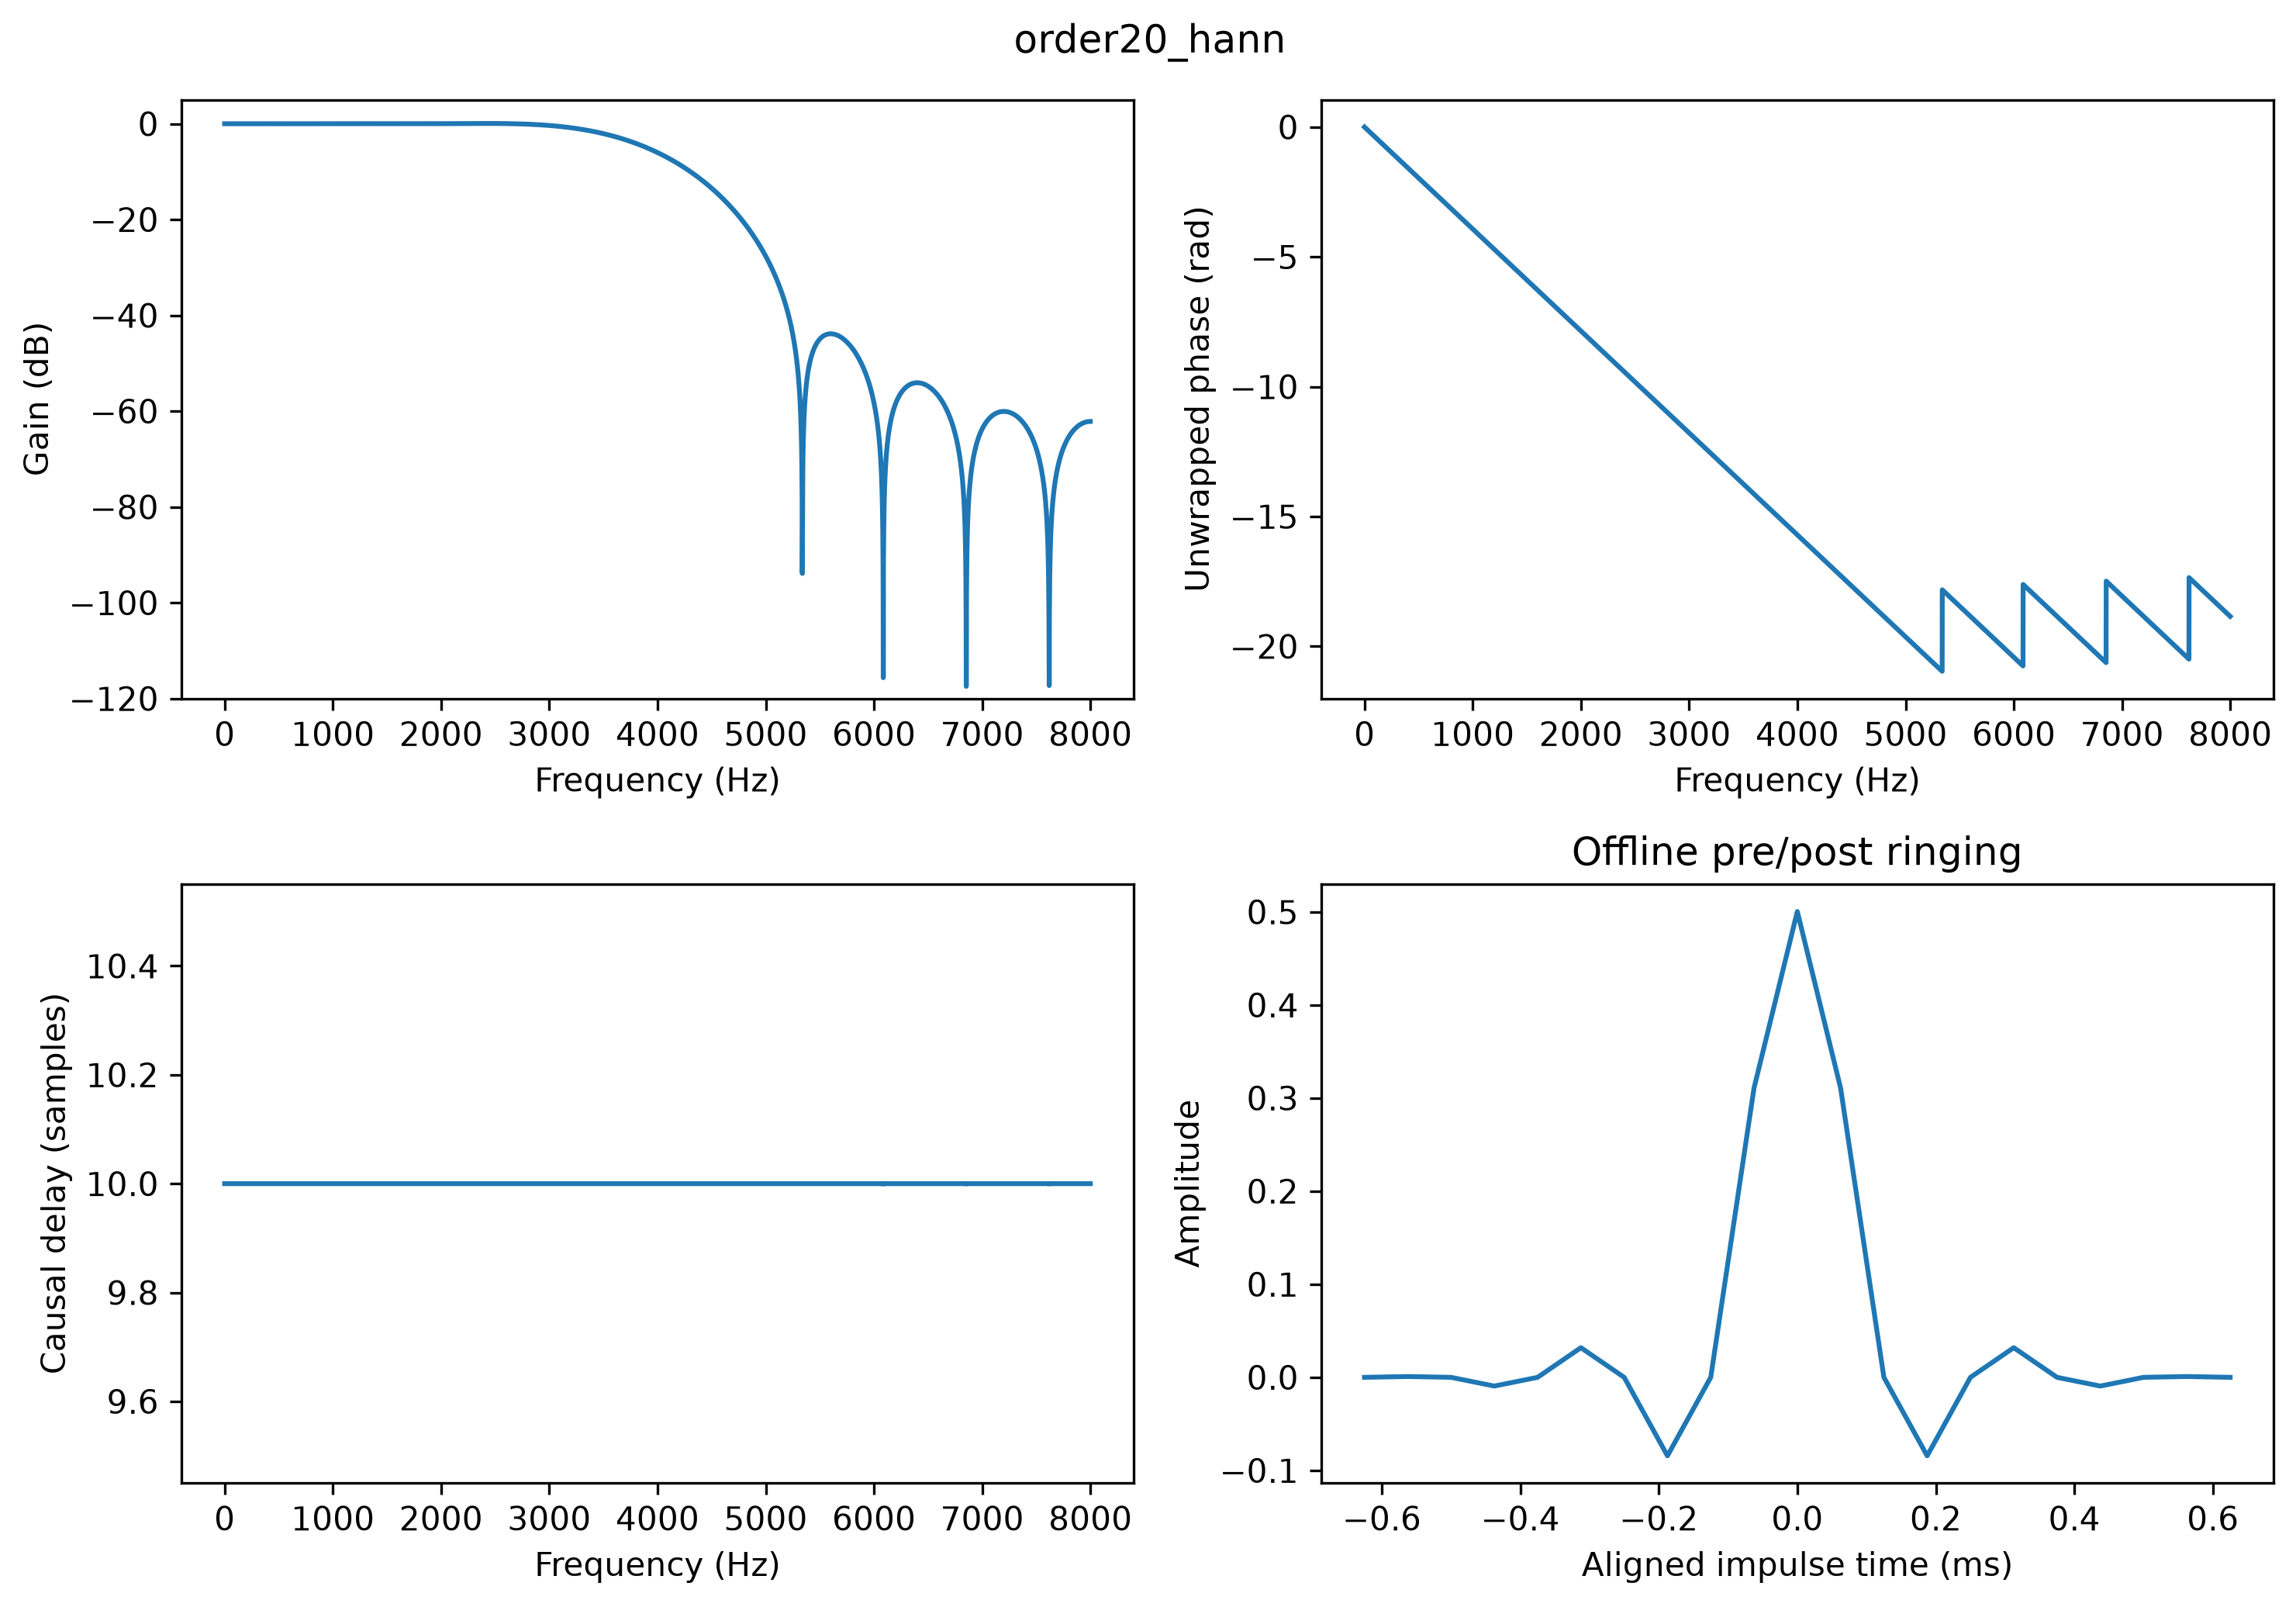 order20_hann
0
−20
−40
−60
−80
−100
−120
Gain (dB)
0 1000 2000 3000 4000 5000 6000 7000 8000
Frequency (Hz)
0
−5
−10
−15
−20
Unwrapped phase (rad)
0 1000 2000 3000 4000 5000 6000 7000 8000
Frequency (Hz)
10.4
10.2
10.0
9.8
9.6
Causal delay (samples)
0 1000 2000 3000 4000 5000 6000 7000 8000
Frequency (Hz)
Offline pre/post ringing
0.5
0.4
0.3
0.2
0.1
0.0
−0.1
Amplitude
−0.6 −0.4 −0.2 0.0 0.2 0.4 0.6
Aligned impulse time (ms)